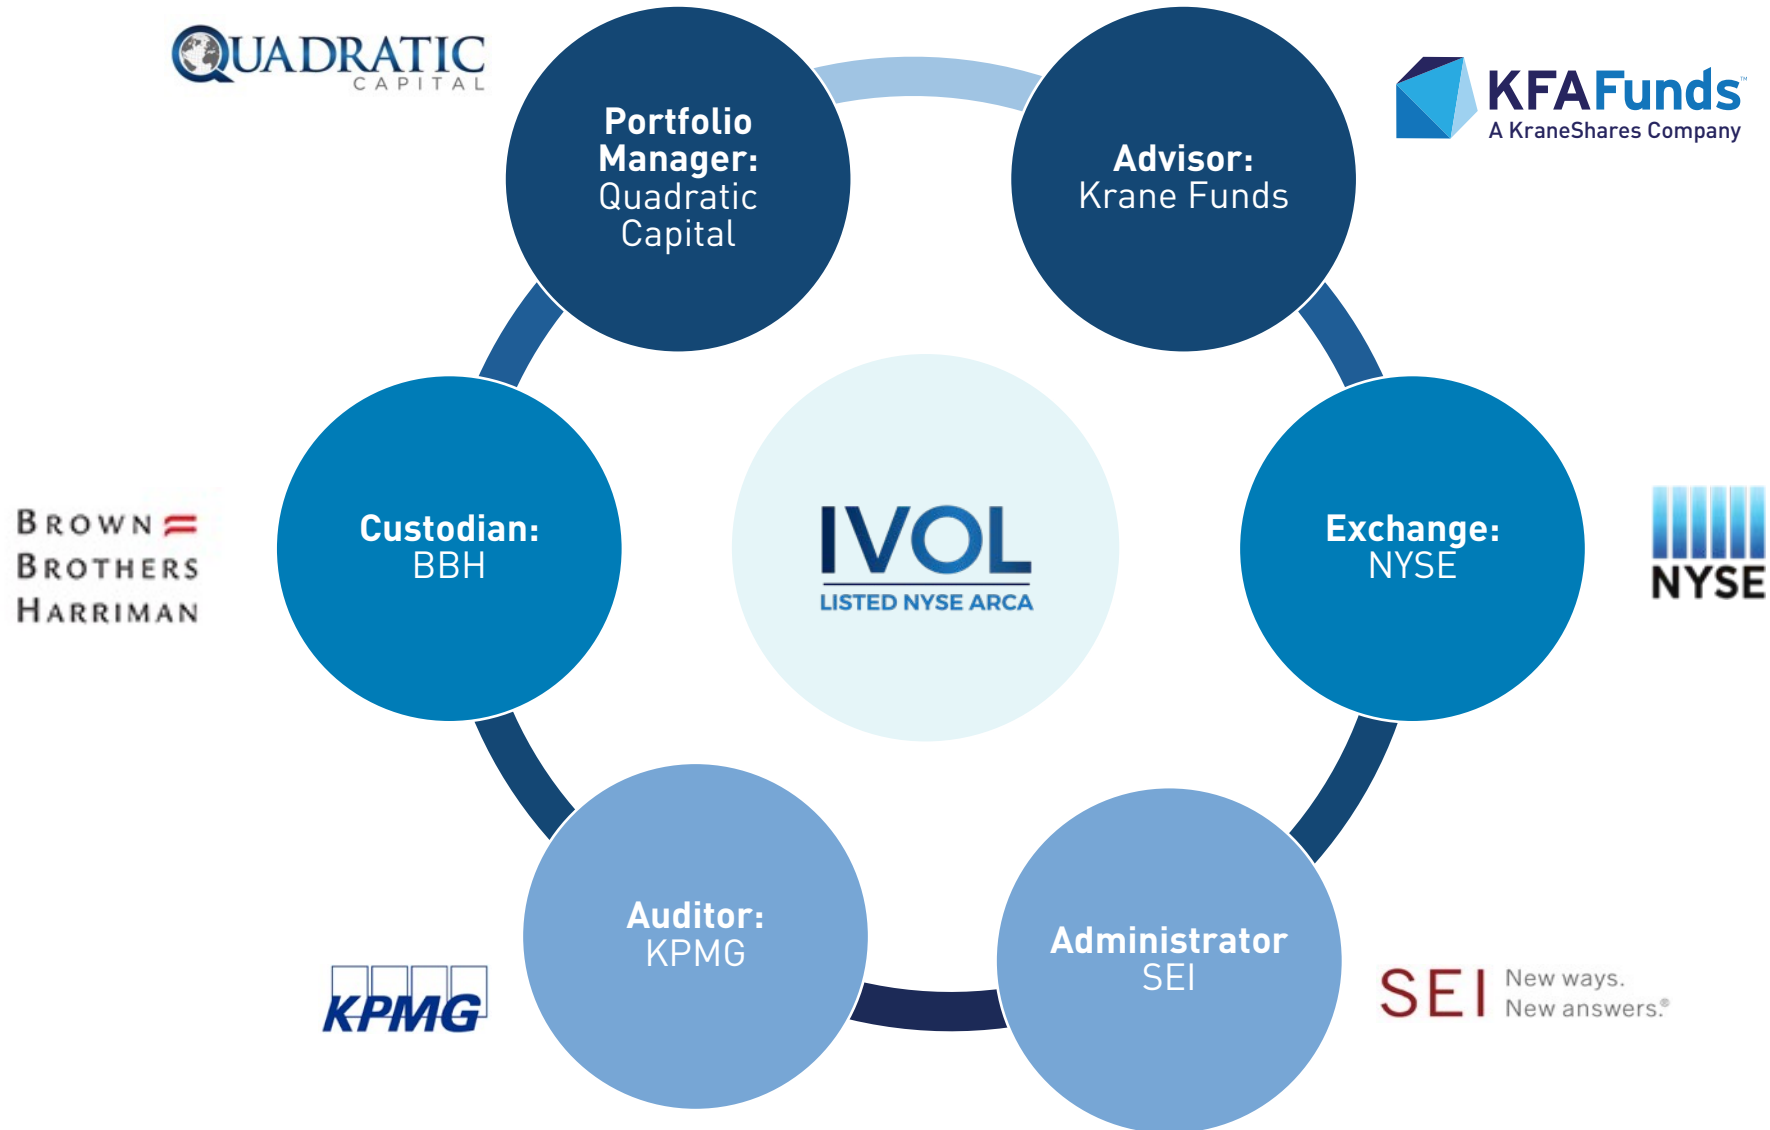 QUADRATIC
CAPITAL
Portfolio
Manager:
Quadratic
Capital
Advisor:
Krane Funds
KFAFunds™
A KraneShares Company
BROWN
BROTHERS
HARRIMAN
Custodian:
BBH
IVOL
LISTED NYSE ARCA
Exchange:
NYSE
NYSE
KPMG
Auditor:
KPMG
Administrator
SEI
SEI
New ways.
New answers.®